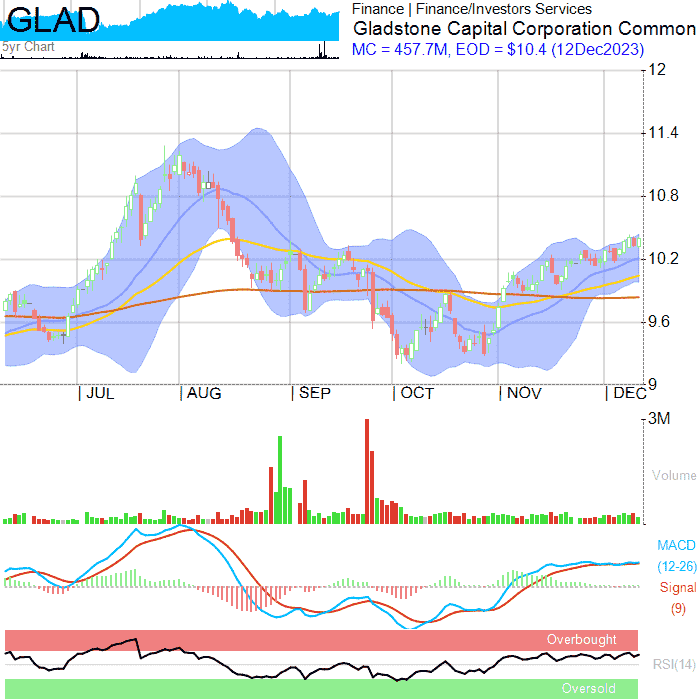 GLAD
5yr Chart
Finance | Finance/Investors Services
Gladstone Capital Corporation Common
MC = 457.7M, EOD = $10.4 (12Dec2023)
12
11.4
10.8
10.2
9.6
9
| JUL | AUG | SEP | OCT | NOV | DEC
3M
Volume
MACD
(12-26)
Signal
(9)
Overbought
RSI(14)
Oversold